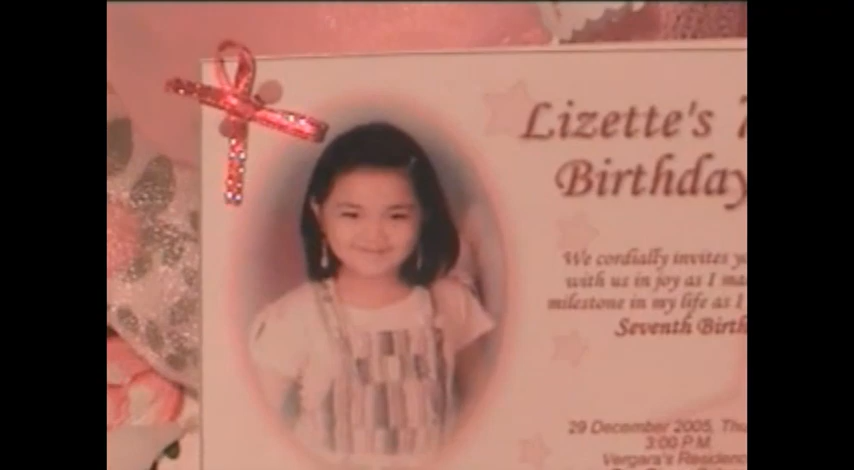 Lizette's 7
Birthday
We cordially invites
with us in joy as I
milestone in my life as I
Seventh
29 December 2005,
3:00 P.M.
Vergara's